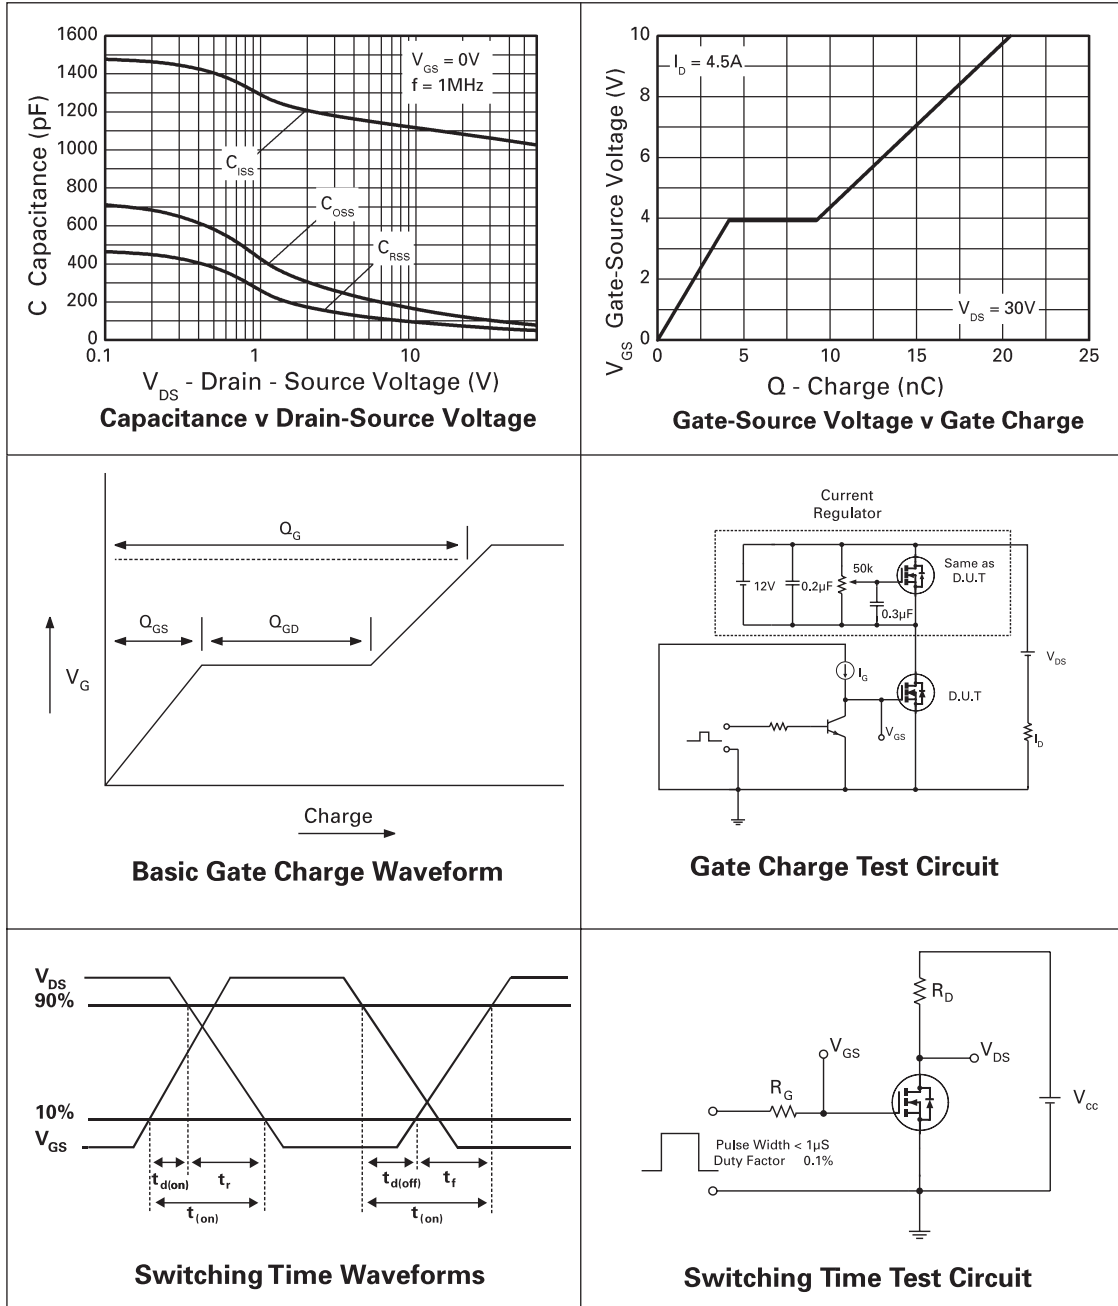 1600
1400
1200
1000
800
600
400
200
0
C Capacitance (pF)
V_GS = 0V
f = 1MHz
C_ISS
C_OSS
C_RSS
0.1
1
10
V_DS - Drain - Source Voltage (V)
Capacitance v Drain-Source Voltage
10
8
6
4
2
0
V_GS Gate-Source Voltage (V)
I_D = 4.5A
V_DS = 30V
0
5
10
15
20
25
Q - Charge (nC)
Gate-Source Voltage v Gate Charge
Q_G
Q_GS
Q_GD
V_G
Charge
Basic Gate Charge Waveform
Current
Regulator
12V
0.2µF
50k
0.3µF
Same as
D.U.T
I_G
V_GS
D.U.T
V_DS
I_D
Gate Charge Test Circuit
V_DS
90%
10%
V_GS
t_d(on)
t_r
t_(on)
t_d(off)
t_f
t_(on)
Switching Time Waveforms
R_D
V_GS
V_DS
R_G
V_cc
Pulse Width < 1µS
Duty Factor 0.1%
Switching Time Test Circuit